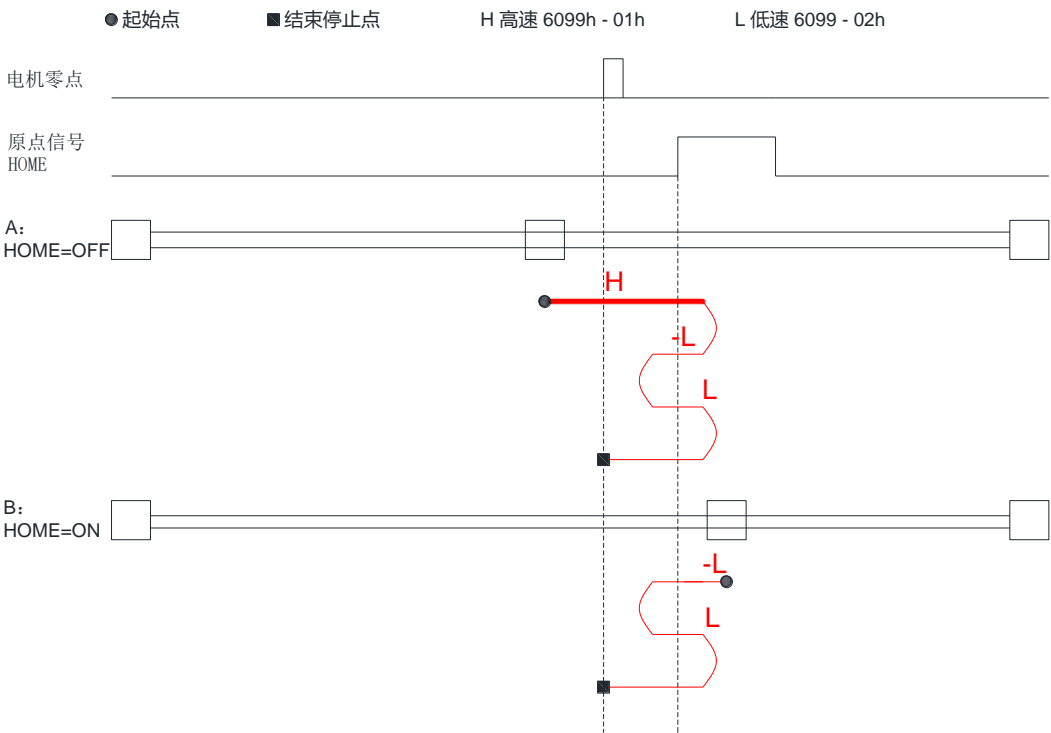 起始点 结束停止点 H 高速 6099h - 01h L 低速 6099 - 02h
电机零点
原点信号
HOME
A：
HOME=OFF
H
-L
L
B：
HOME=ON
-L
L